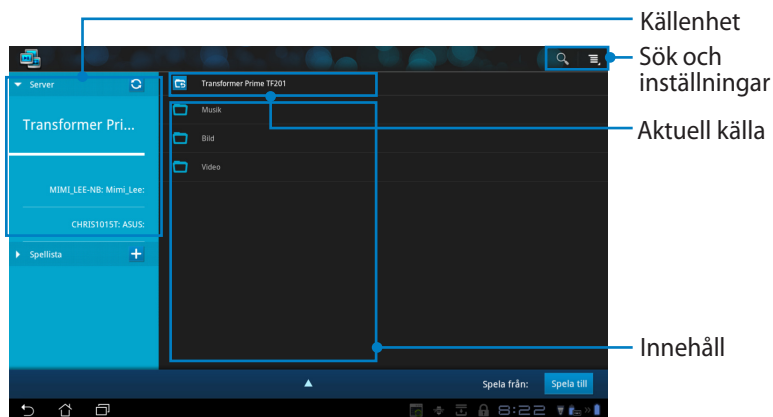 Källenhet
Sök och
inställningar
Server
Transformer Prime TF201
Musik
Transformer Pri...
Aktuell källa
Bild
Video
MIMI_LEE-NB: Mimi_Lee:
CHRIS1015T: ASUS:
Spellista
Innehåll
Spela från:
Spela till
8:22